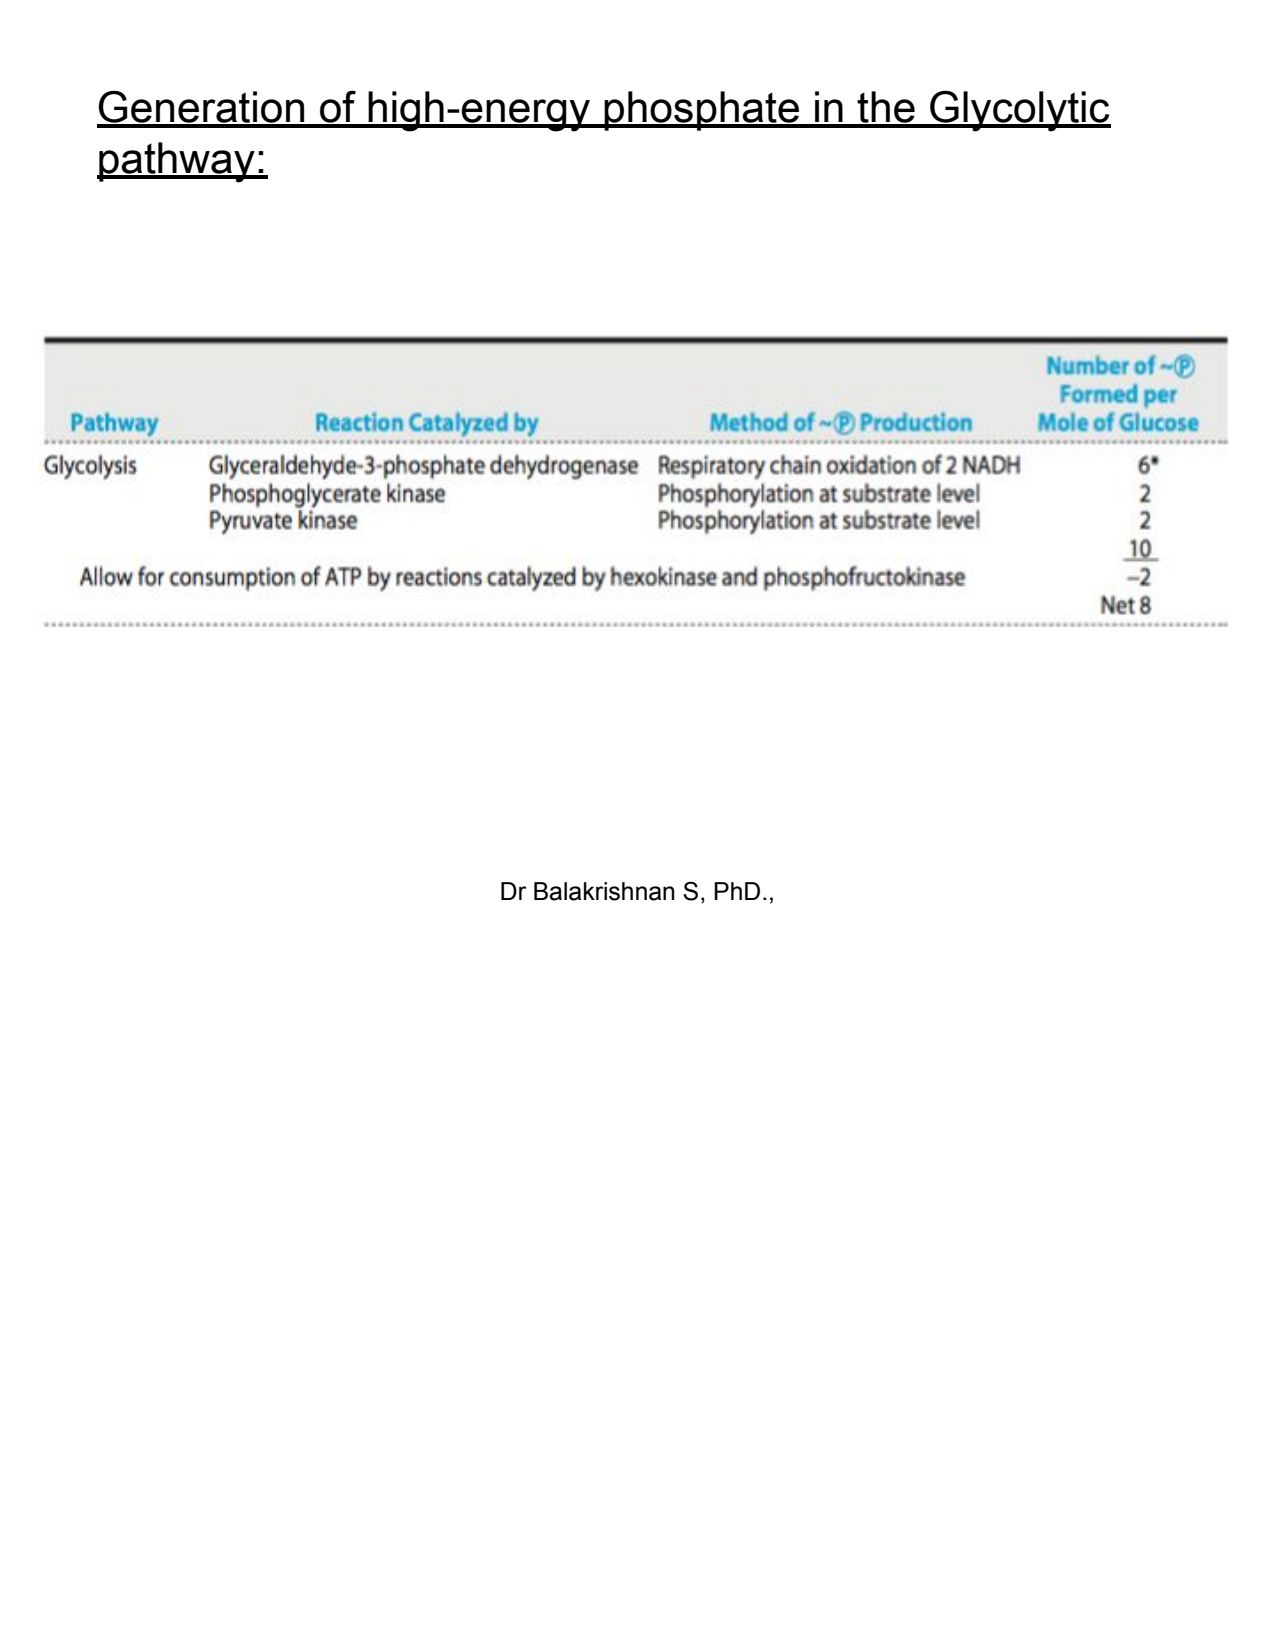 Generation of high-energy phosphate in the Glycolytic
pathway:
Number of ~Ⓟ
Formed per
Pathway Reaction Catalyzed by Method of ~Ⓟ Production Mole of Glucose
Glycolysis Glyceraldehyde-3-phosphate dehydrogenase Respiratory chain oxidation of 2 NADH 6*
Phosphoglycerate kinase Phosphorylation at substrate level 2
Pyruvate kinase Phosphorylation at substrate level 2
10
Allow for consumption of ATP by reactions catalyzed by hexokinase and phosphofructokinase –2
Net 8
Dr Balakrishnan S, PhD.,